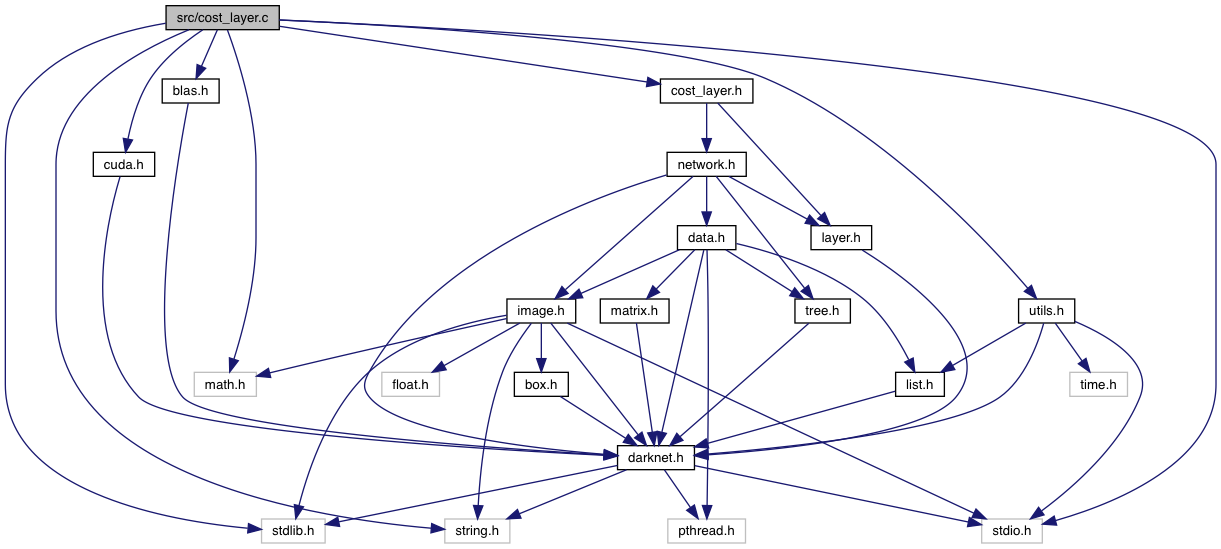 src/cost_layer.c
blas.h
cost_layer.h
cuda.h
network.h
data.h
layer.h
image.h
matrix.h
tree.h
utils.h
math.h
float.h
box.h
list.h
time.h
darknet.h
stdlib.h
string.h
pthread.h
stdio.h